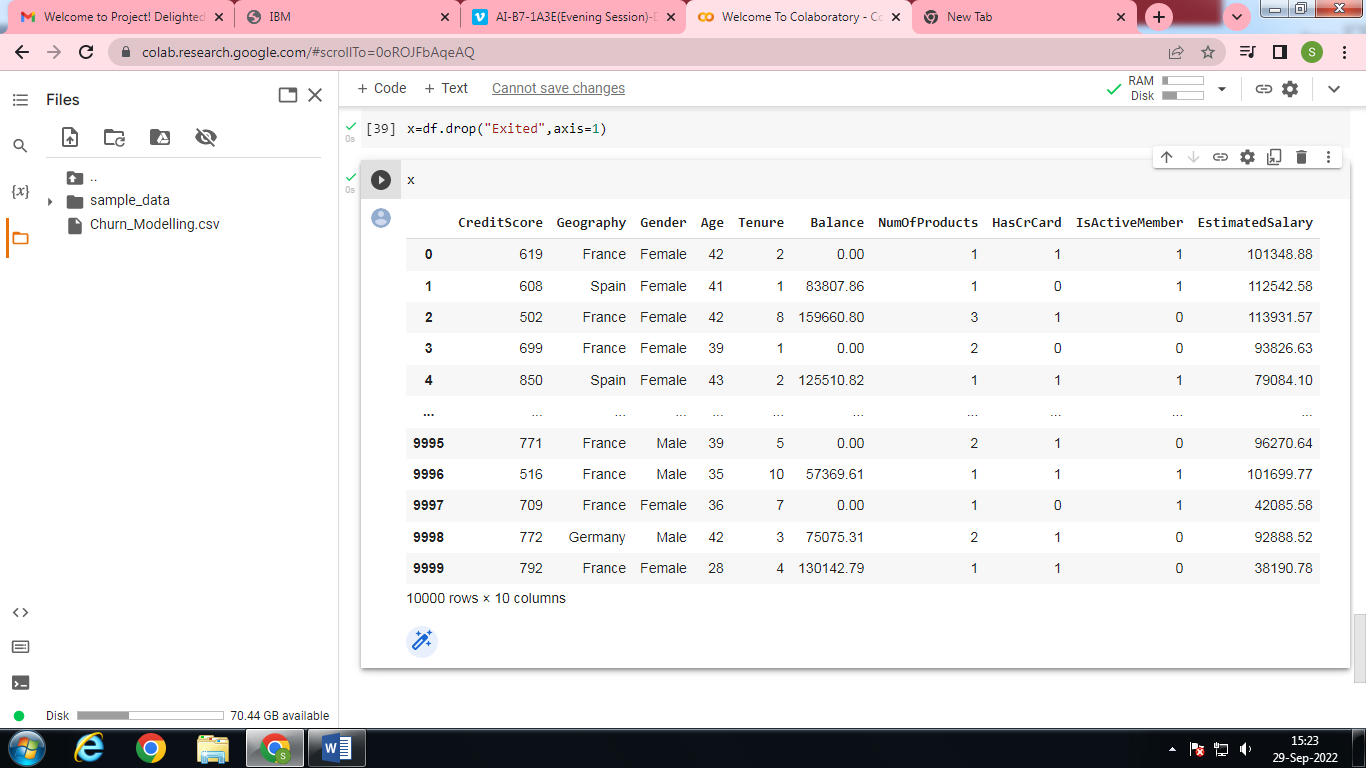 Welcome to Project! Delighted
IBM
AI-B7-1A3E(Evening Session)-D
Welcome To Colaboratory - Co
New Tab
colab.research.google.com/#scrollTo=0oROJFbAqeAQ
S
Files
+ Code + Text Cannot save changes
RAM
Disk
..
sample_data
Churn_Modelling.csv
{x}
0s
[39] x=df.drop("Exited",axis=1)
0s
x
CreditScore Geography Gender Age Tenure Balance NumOfProducts HasCrCard IsActiveMember EstimatedSalary
0 619 France Female 42 2 0.00 1 1 1 101348.88
1 608 Spain Female 41 1 83807.86 1 0 1 112542.58
2 502 France Female 42 8 159660.80 3 1 0 113931.57
3 699 France Female 39 1 0.00 2 0 0 93826.63
4 850 Spain Female 43 2 125510.82 1 1 1 79084.10
... ... ... ... ... ... ... ... ... ... ...
9995 771 France Male 39 5 0.00 2 1 0 96270.64
9996 516 France Male 35 10 57369.61 1 1 1 101699.77
9997 709 France Female 36 7 0.00 1 0 1 42085.58
9998 772 Germany Male 42 3 75075.31 2 1 0 92888.52
9999 792 France Female 28 4 130142.79 1 1 0 38190.78
10000 rows × 10 columns
Disk 70.44 GB available
15:23
29-Sep-2022